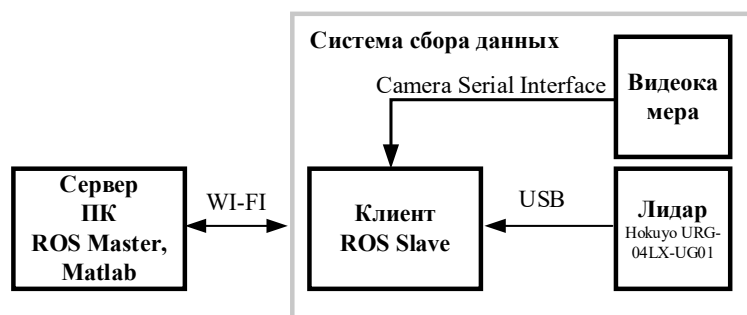 Система сбора данных
Camera Serial Interface
Видеока
мера
Сервер
ПК
ROS Master,
Matlab
WI-FI
Клиент
ROS Slave
USB
Лидар
Hokuyo URG-
04LX-UG01